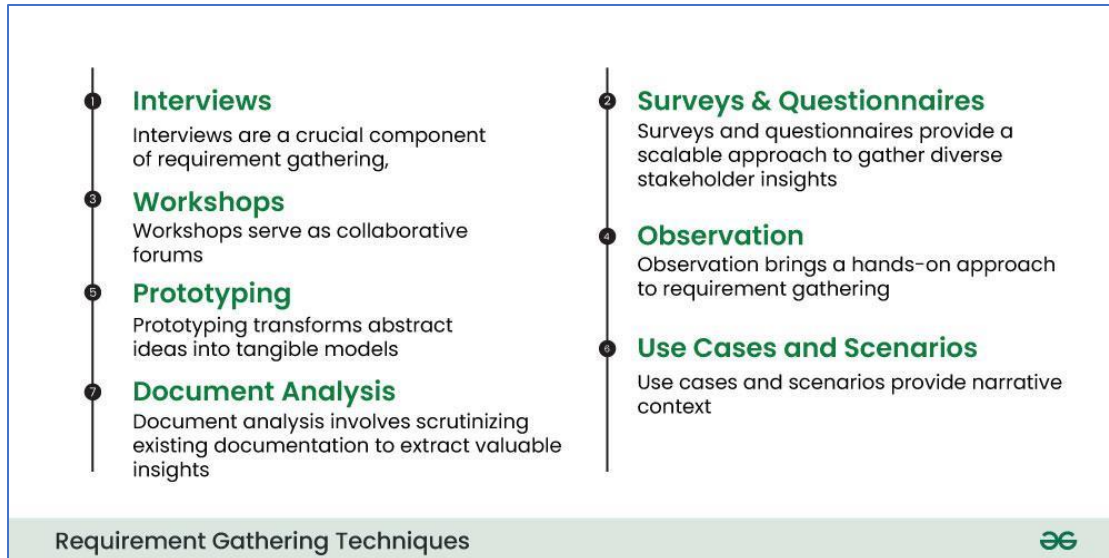 1
Interviews
Interviews are a crucial component
of requirement gathering,
2
Surveys & Questionnaires
Surveys and questionnaires provide a
scalable approach to gather diverse
stakeholder insights
3
Workshops
Workshops serve as collaborative
forums
4
Observation
Observation brings a hands-on approach
to requirement gathering
5
Prototyping
Prototyping transforms abstract
ideas into tangible models
6
Use Cases and Scenarios
Use cases and scenarios provide narrative
context
7
Document Analysis
Document analysis involves scrutinizing
existing documentation to extract valuable
insights
Requirement Gathering Techniques